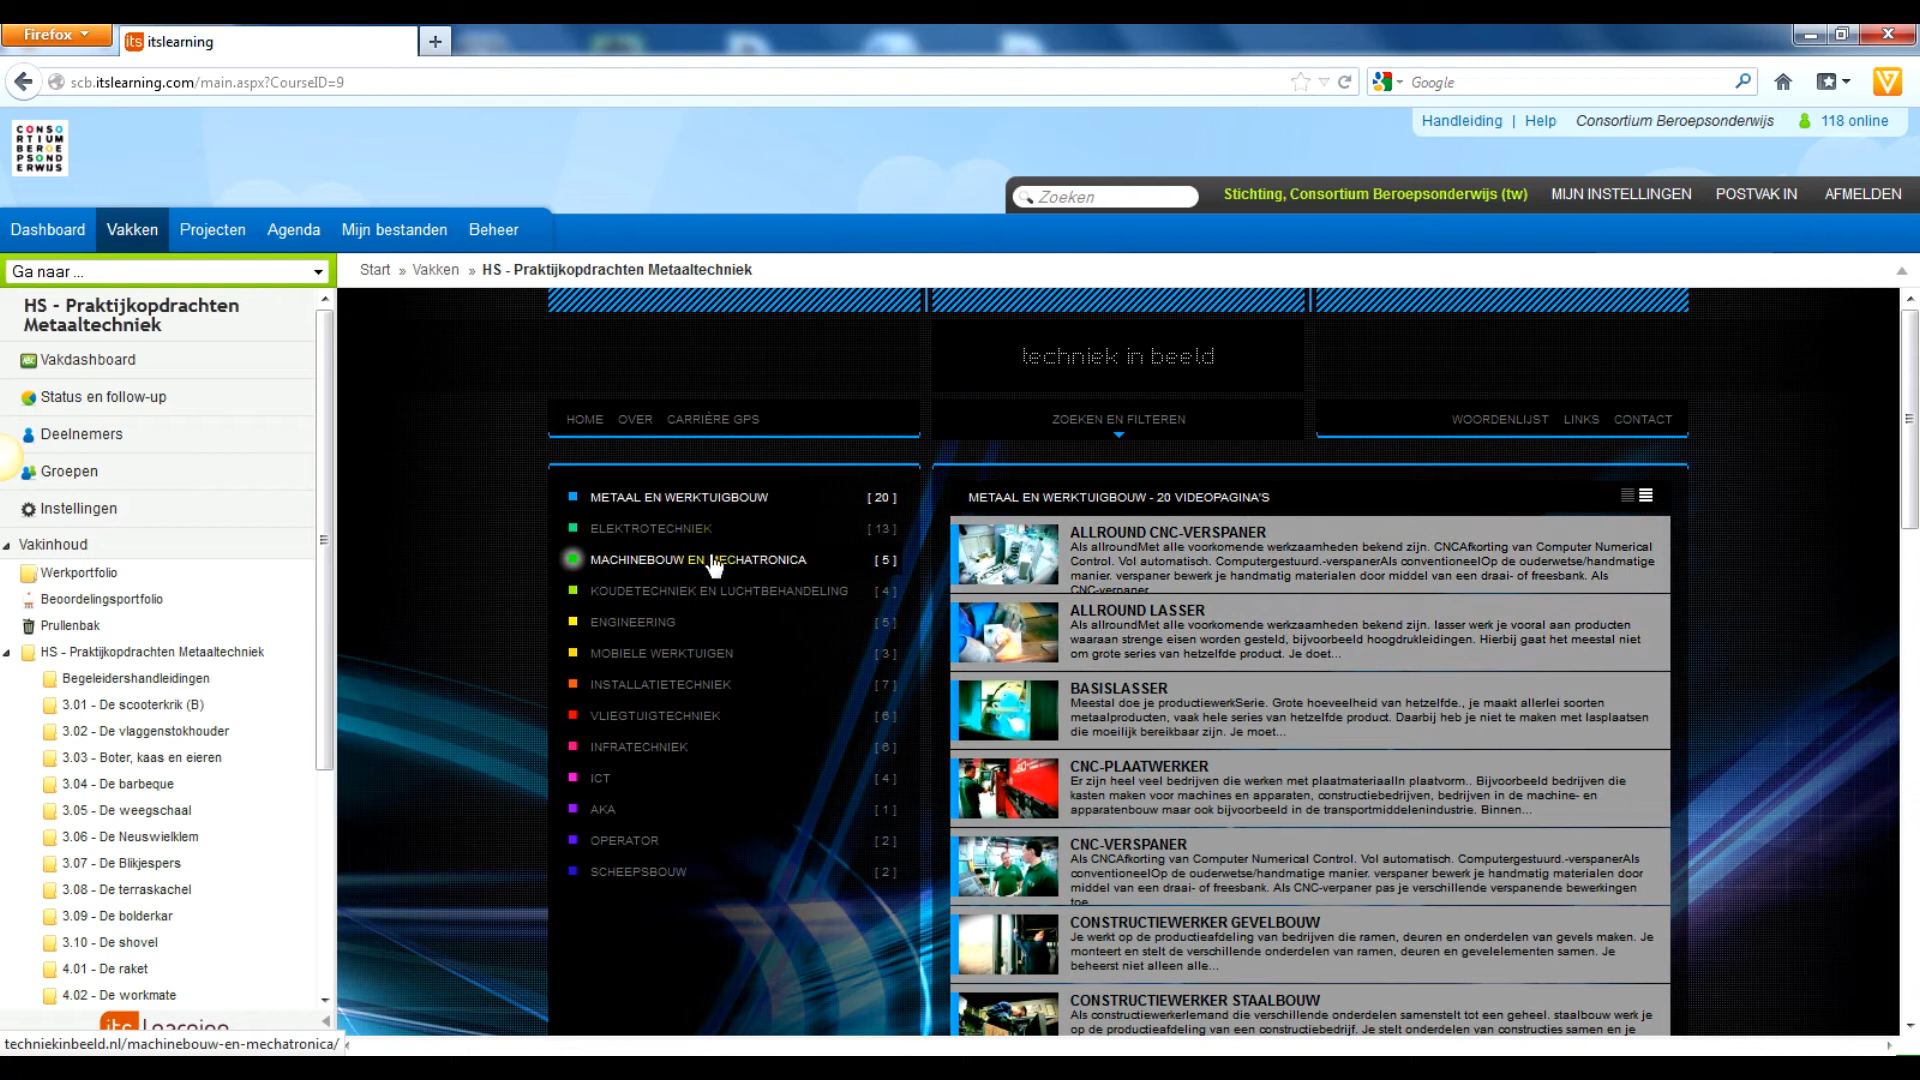 Firefox
itslearning
scb.itslearning.com/main.aspx?CourseID=9
Google
CONSO
RTIUM
BEROE
PSOND
ERWIJS
Handleiding | Help Consortium Beroepsonderwijs 118 online
Zoeken
Stichting, Consortium Beroepsonderwijs (tw) MIJN INSTELLINGEN POSTVAK IN AFMELDEN
Dashboard Vakken Projecten Agenda Mijn bestanden Beheer
Ga naar ...
Start » Vakken » HS - Praktijkopdrachten Metaaltechniek
HS - Praktijkopdrachten
Metaaltechniek
Vakdashboard
Status en follow-up
Deelnemers
Groepen
Instellingen
Vakinhoud
Werkportfolio
Beoordelingsportfolio
Prullenbak
HS - Praktijkopdrachten Metaaltechniek
Begeleidershandleidingen
3.01 - De scooterkrik (B)
3.02 - De vlaggenstokhouder
3.03 - Boter, kaas en eieren
3.04 - De barbeque
3.05 - De weegschaal
3.06 - De Neuswielklem
3.07 - De Blikjespers
3.08 - De terraskachel
3.09 - De bolderkar
3.10 - De shovel
4.01 - De raket
4.02 - De workmate
its Learning
techniekinbeeld.nl/machinebouw-en-mechatronica/
techniek in beeld
HOME OVER CARRIÈRE GPS
ZOEKEN EN FILTEREN
WOORDENLIJST LINKS CONTACT
METAAL EN WERKTUIGBOUW [ 20 ]
ELEKTROTECHNIEK [ 13 ]
MACHINEBOUW EN MECHATRONICA [ 5 ]
KOUDETECHNIEK EN LUCHTBEHANDELING [ 4 ]
ENGINEERING [ 5 ]
MOBIELE WERKTUIGEN [ 3 ]
INSTALLATIETECHNIEK [ 7 ]
VLIEGTUIGTECHNIEK [ 6 ]
INFRATECHNIEK [ 6 ]
ICT [ 4 ]
AKA [ 1 ]
OPERATOR [ 2 ]
SCHEEPSBOUW [ 2 ]
METAAL EN WERKTUIGBOUW - 20 VIDEOPAGINA'S
ALLROUND CNC-VERSPANER
Als allroundMet alle voorkomende werkzaamheden bekend zijn. CNCAfkorting van Computer Numerical
Control. Vol automatisch. Computergestuurd.-verspanerAls conventioneelOp de ouderwetse/handmatige
manier. verspaner bewerk je handmatig materialen door middel van een draai- of freesbank. Als
CNC-verpaner
ALLROUND LASSER
Als allroundMet alle voorkomende werkzaamheden bekend zijn. lasser werk je vooral aan producten
waaraan strenge eisen worden gesteld, bijvoorbeeld hoogdrukleidingen. Hierbij gaat het meestal niet
om grote series van hetzelfde product. Je doet...
BASISLASSER
Meestal doe je productiewerkSerie. Grote hoeveelheid van hetzelfde., je maakt allerlei soorten
metaalproducten, vaak hele series van hetzelfde product. Daarbij heb je niet te maken met lasplaatsen
die moeilijk bereikbaar zijn. Je moet...
CNC-PLAATWERKER
Er zijn heel veel bedrijven die werken met plaatmateriaalIn plaatvorm.. Bijvoorbeeld bedrijven die
kasten maken voor machines en apparaten, constructiebedrijven, bedrijven in de machine- en
apparatenbouw maar ook bijvoorbeeld in de transportmiddelenindustrie. Binnen...
CNC-VERSPANER
Als CNCAfkorting van Computer Numerical Control. Vol automatisch. Computergestuurd.-verspanerAls
conventioneelOp de ouderwetse/handmatige manier. verspaner bewerk je handmatig materialen door
middel van een draai- of freesbank. Als CNC-verpaner pas je verschillende verspanende bewerkingen
toe
CONSTRUCTIEWERKER GEVELBOUW
Je werkt op de productieafdeling van bedrijven die ramen, deuren en onderdelen van gevels maken. Je
monteert en stelt de verschillende onderdelen van ramen, deuren en gevelelementen samen. Je
beheerst niet alleen alle...
CONSTRUCTIEWERKER STAALBOUW
Als constructiewerkerIemand die verschillende onderdelen samenstelt tot een geheel. staalbouw werk je
op de productieafdeling van een constructiebedrijf. Je stelt onderdelen van constructies samen en je